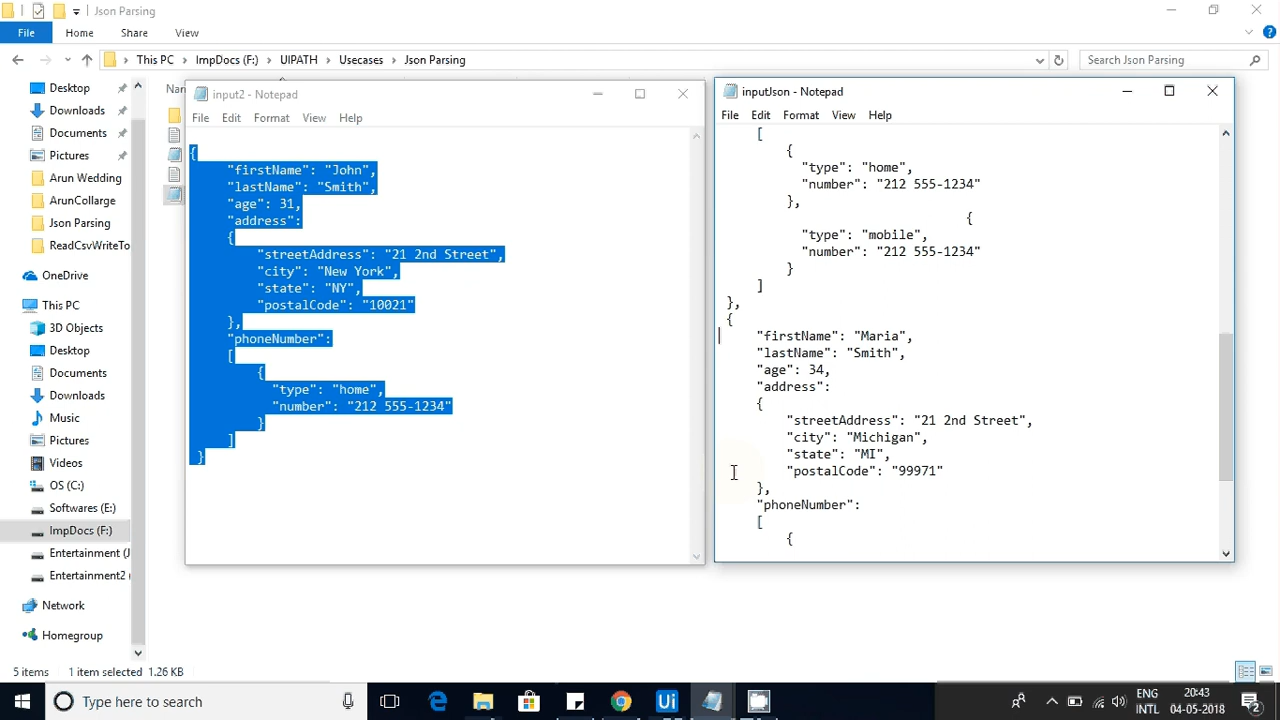 Json Parsing
File Home Share View
This PC ImpDocs (F:) UIPATH Usecases Json Parsing
Search Json Parsing
Desktop
Downloads
Documents
Pictures
Arun Wedding
ArunCollarge
Json Parsing
ReadCsvWriteTo
OneDrive
This PC
3D Objects
Desktop
Documents
Downloads
Music
Pictures
Videos
OS (C:)
Softwares (E:)
ImpDocs (F:)
Entertainment (J
Entertainment2 (
Network
Homegroup
5 items 1 item selected 1.26 KB
input2 - Notepad
File Edit Format View Help
{
"firstName": "John",
"lastName": "Smith",
"age": 31,
"address":
{
"streetAddress": "21 2nd Street",
"city": "New York",
"state": "NY",
"postalCode": "10021"
},
"phoneNumber":
[
{
"type": "home",
"number": "212 555-1234"
}
]
}
inputJson - Notepad
File Edit Format View Help
[
{
"type": "home",
"number": "212 555-1234"
},
{
"type": "mobile",
"number": "212 555-1234"
}
]
},
{
"firstName": "Maria",
"lastName": "Smith",
"age": 34,
"address":
{
"streetAddress": "21 2nd Street",
"city": "Michigan",
"state": "MI",
"postalCode": "99971"
},
"phoneNumber":
[
{
Type here to search
Ui
ENG 20:43
INTL 04-05-2018
2